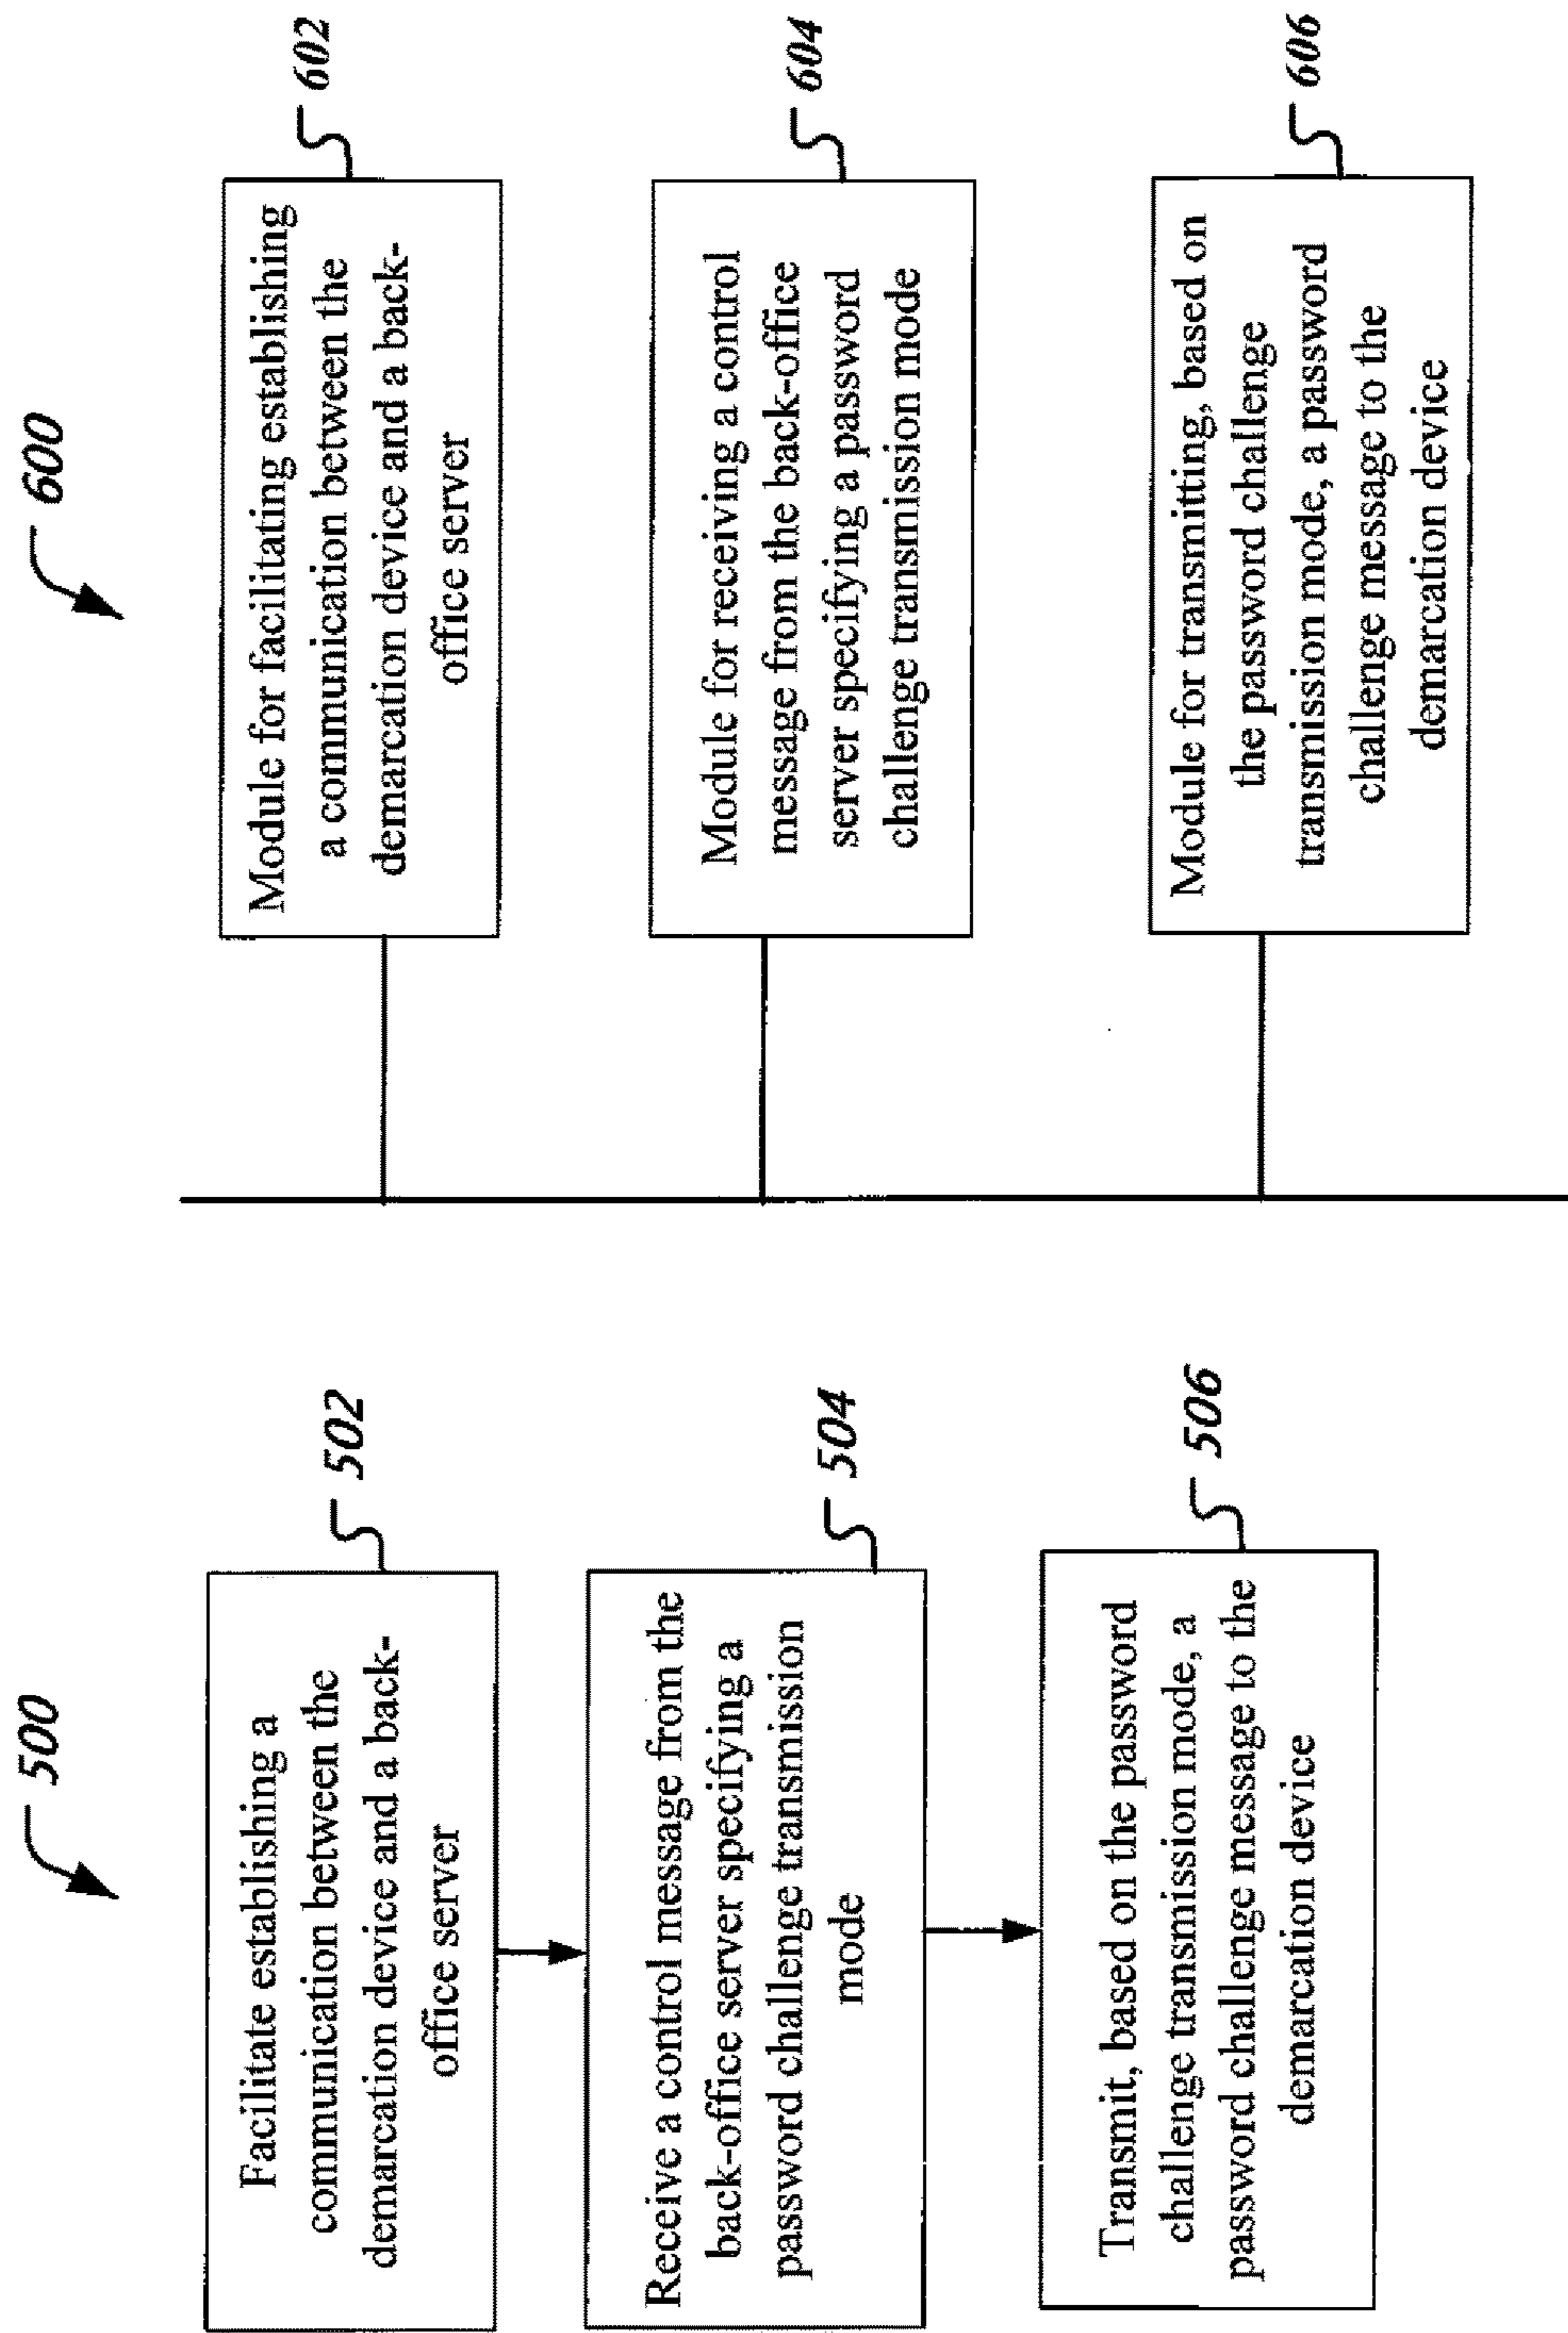 500
Facilitate establishing a
communication between the
demarcation device and a back-
office server
502
Receive a control message from the
back-office server specifying a
password challenge transmission
mode
504
Transmit, based on the password
challenge transmission mode, a
password challenge message to the
demarcation device
506
600
Module for facilitating establishing
a communication between the
demarcation device and a back-
office server
602
Module for receiving a control
message from the back-office
server specifying a password
challenge transmission mode
604
Module for transmitting, based on
the password challenge
transmission mode, a password
challenge message to the
demarcation device
606